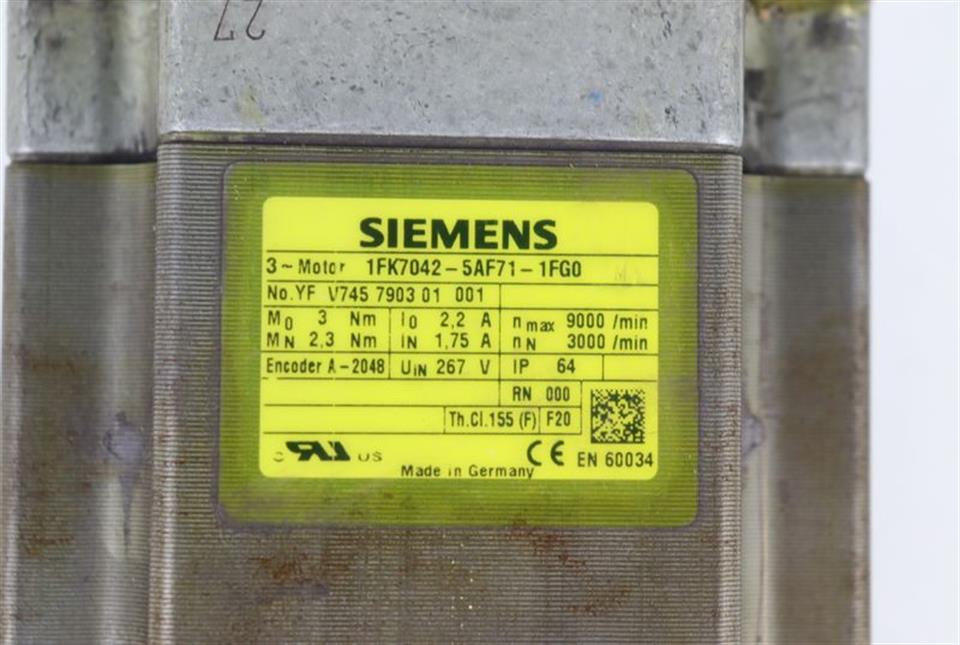 27
SIEMENS
3~Motor 1FK7042-5AF71-1FG0
No.YF V745 7903 01 001
M0 3 Nm I0 2,2 A nmax 9000 /min
MN 2,3 Nm IN 1,75 A nN 3000 /min
Encoder A-2048 UIN 267 V IP 64
RN 000
Th.Cl.155 (F) F20
c RU US CE EN 60034
Made in Germany